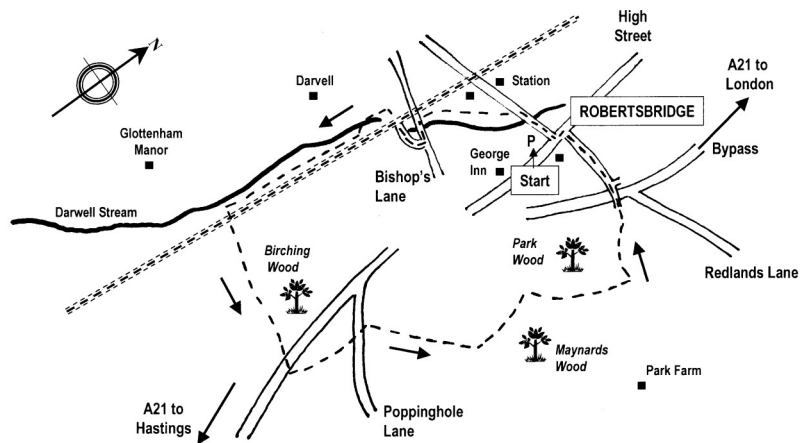 High
Street
N
A21 to
London
Darvell
Station
ROBERTSBRIDGE
P
Bypass
Glottenham
Manor
George
Inn
Start
Bishop's
Lane
Darwell Stream
Birching
Wood
Park
Wood
Redlands Lane
Maynards
Wood
Park Farm
A21 to
Hastings
Poppinghole
Lane